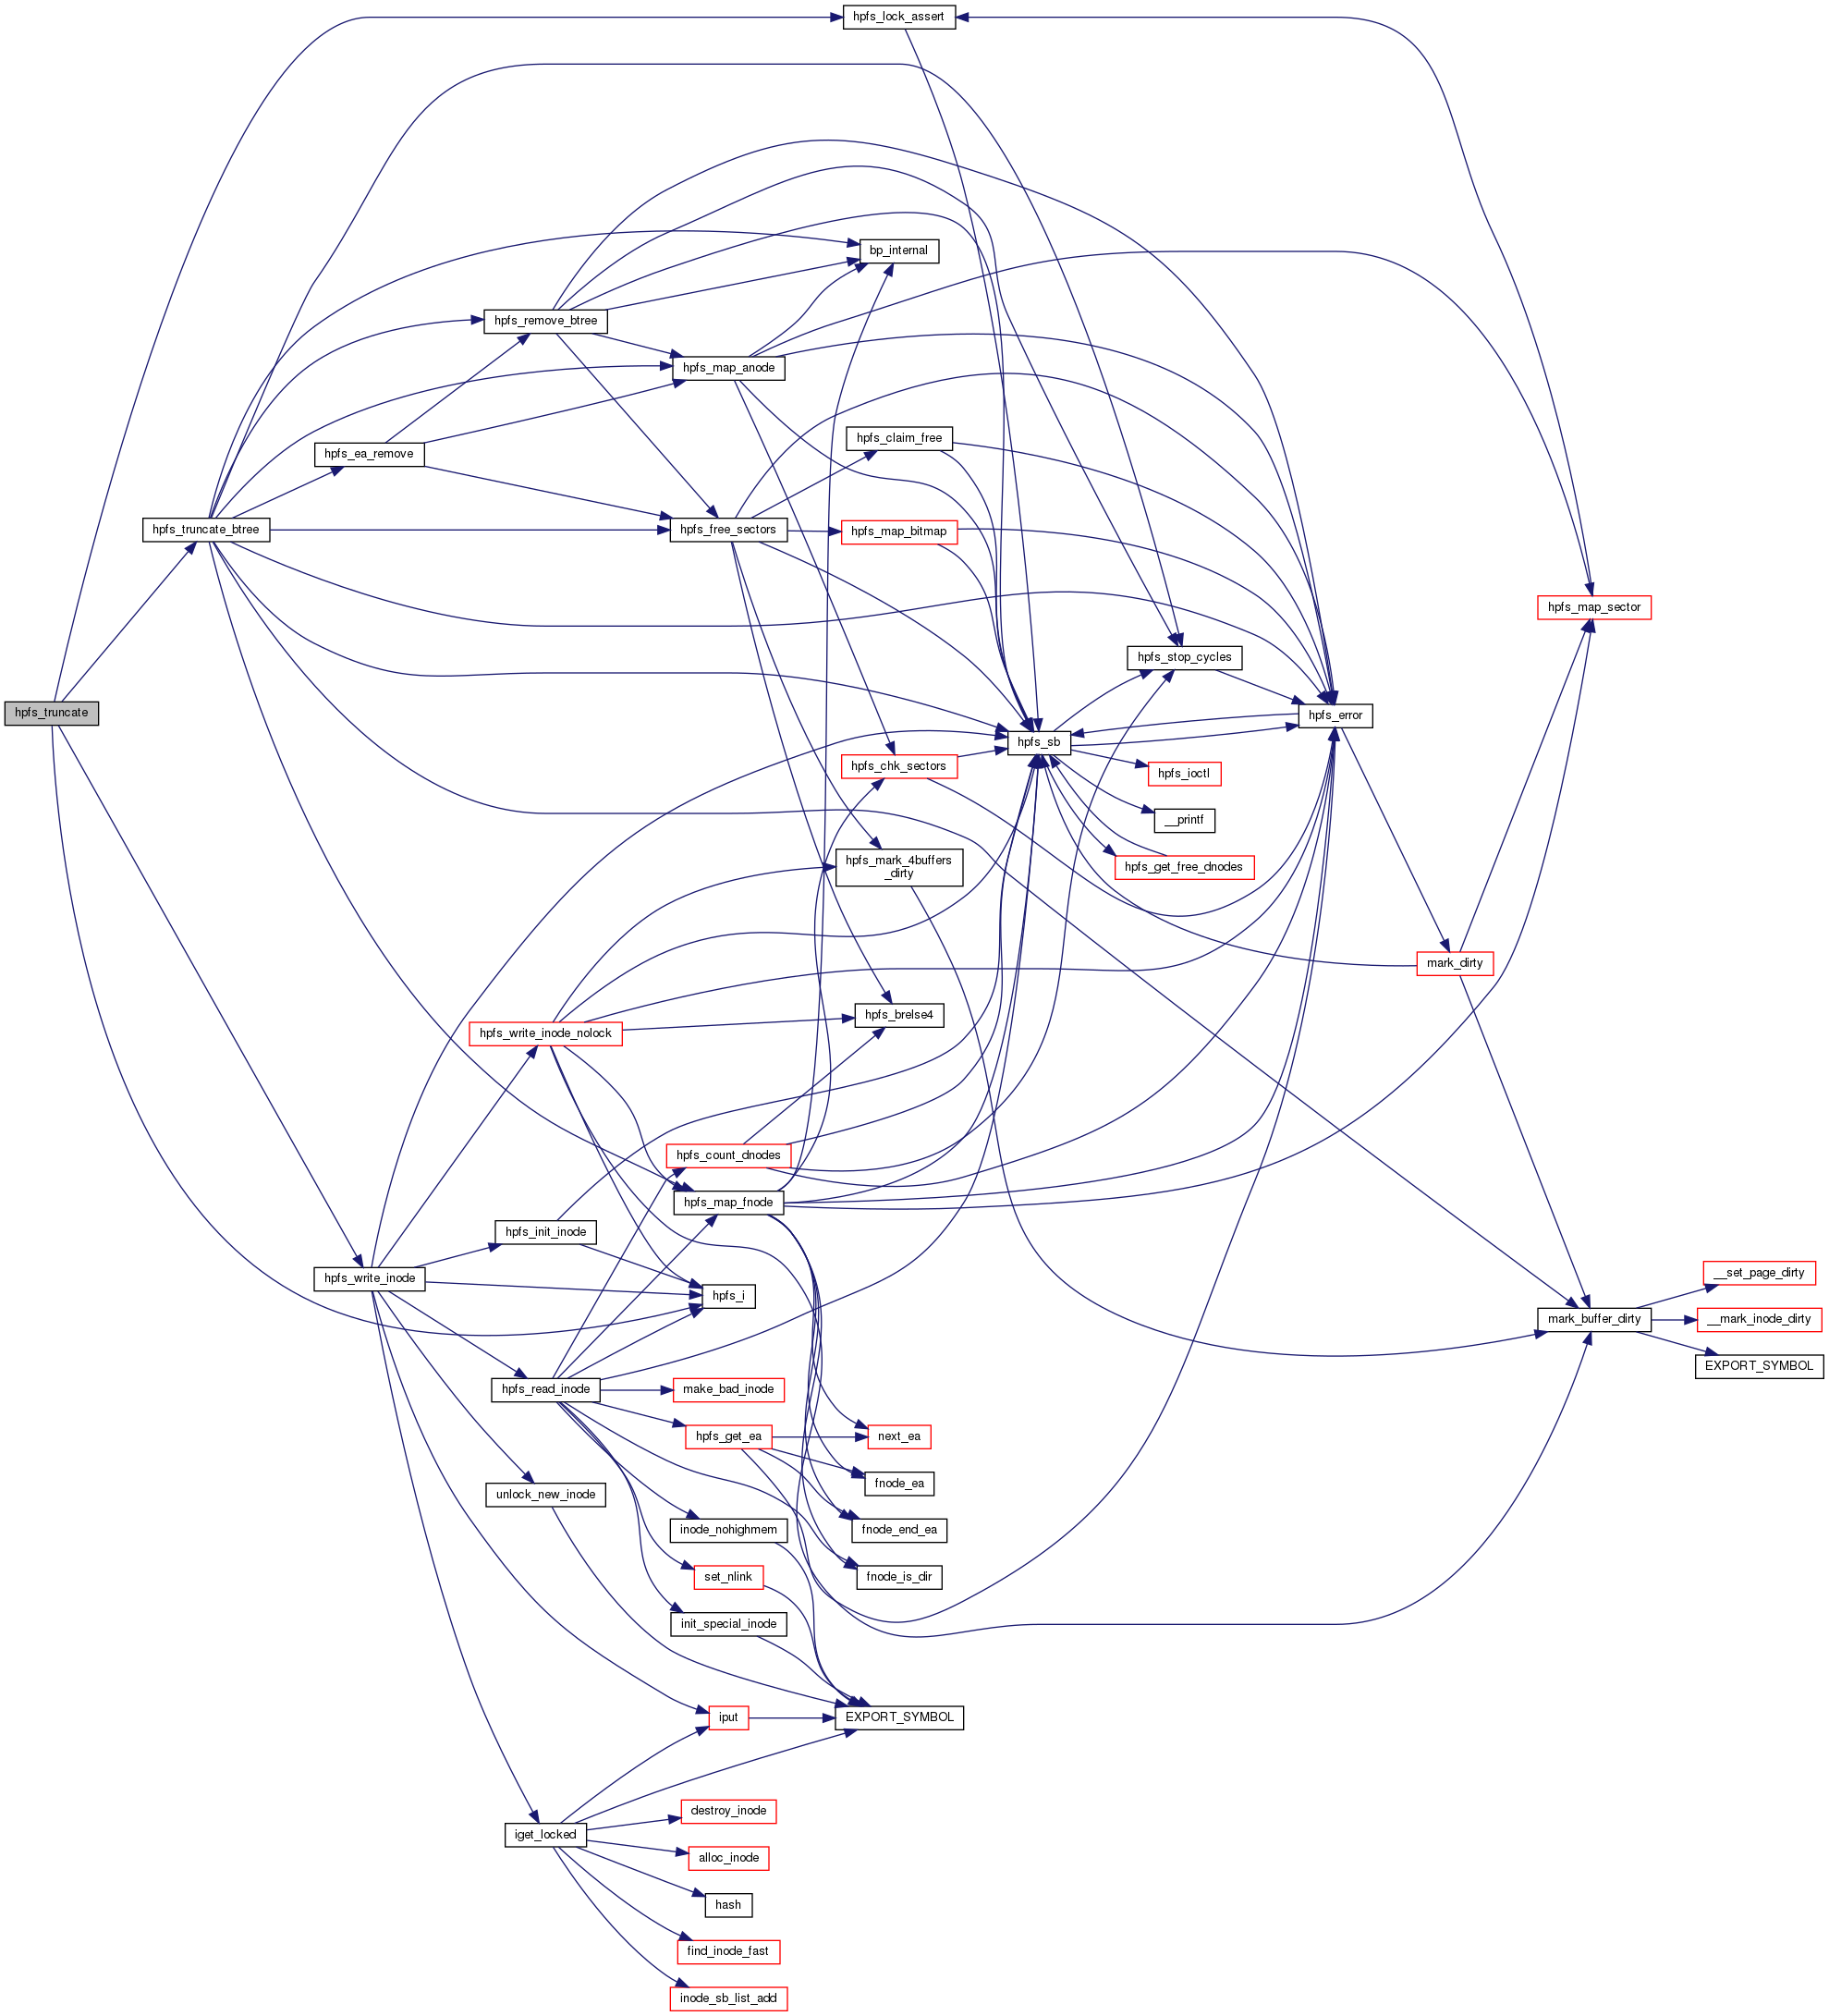 hpfs_lock_assert
bp_internal
hpfs_remove_btree
hpfs_map_anode
hpfs_claim_free
hpfs_ea_remove
hpfs_truncate_btree
hpfs_free_sectors
hpfs_map_bitmap
hpfs_map_sector
hpfs_stop_cycles
hpfs_truncate
hpfs_error
hpfs_sb
hpfs_chk_sectors
hpfs_ioctl
__printf
hpfs_mark_4buffers
_dirty
hpfs_get_free_dnodes
mark_dirty
hpfs_brelse4
hpfs_write_inode_nolock
hpfs_count_dnodes
hpfs_map_fnode
hpfs_init_inode
hpfs_write_inode
hpfs_i
__set_page_dirty
mark_buffer_dirty
__mark_inode_dirty
EXPORT_SYMBOL
hpfs_read_inode
make_bad_inode
hpfs_get_ea
next_ea
fnode_ea
unlock_new_inode
inode_nohighmem
fnode_end_ea
set_nlink
fnode_is_dir
init_special_inode
iput
EXPORT_SYMBOL
destroy_inode
iget_locked
alloc_inode
hash
find_inode_fast
inode_sb_list_add